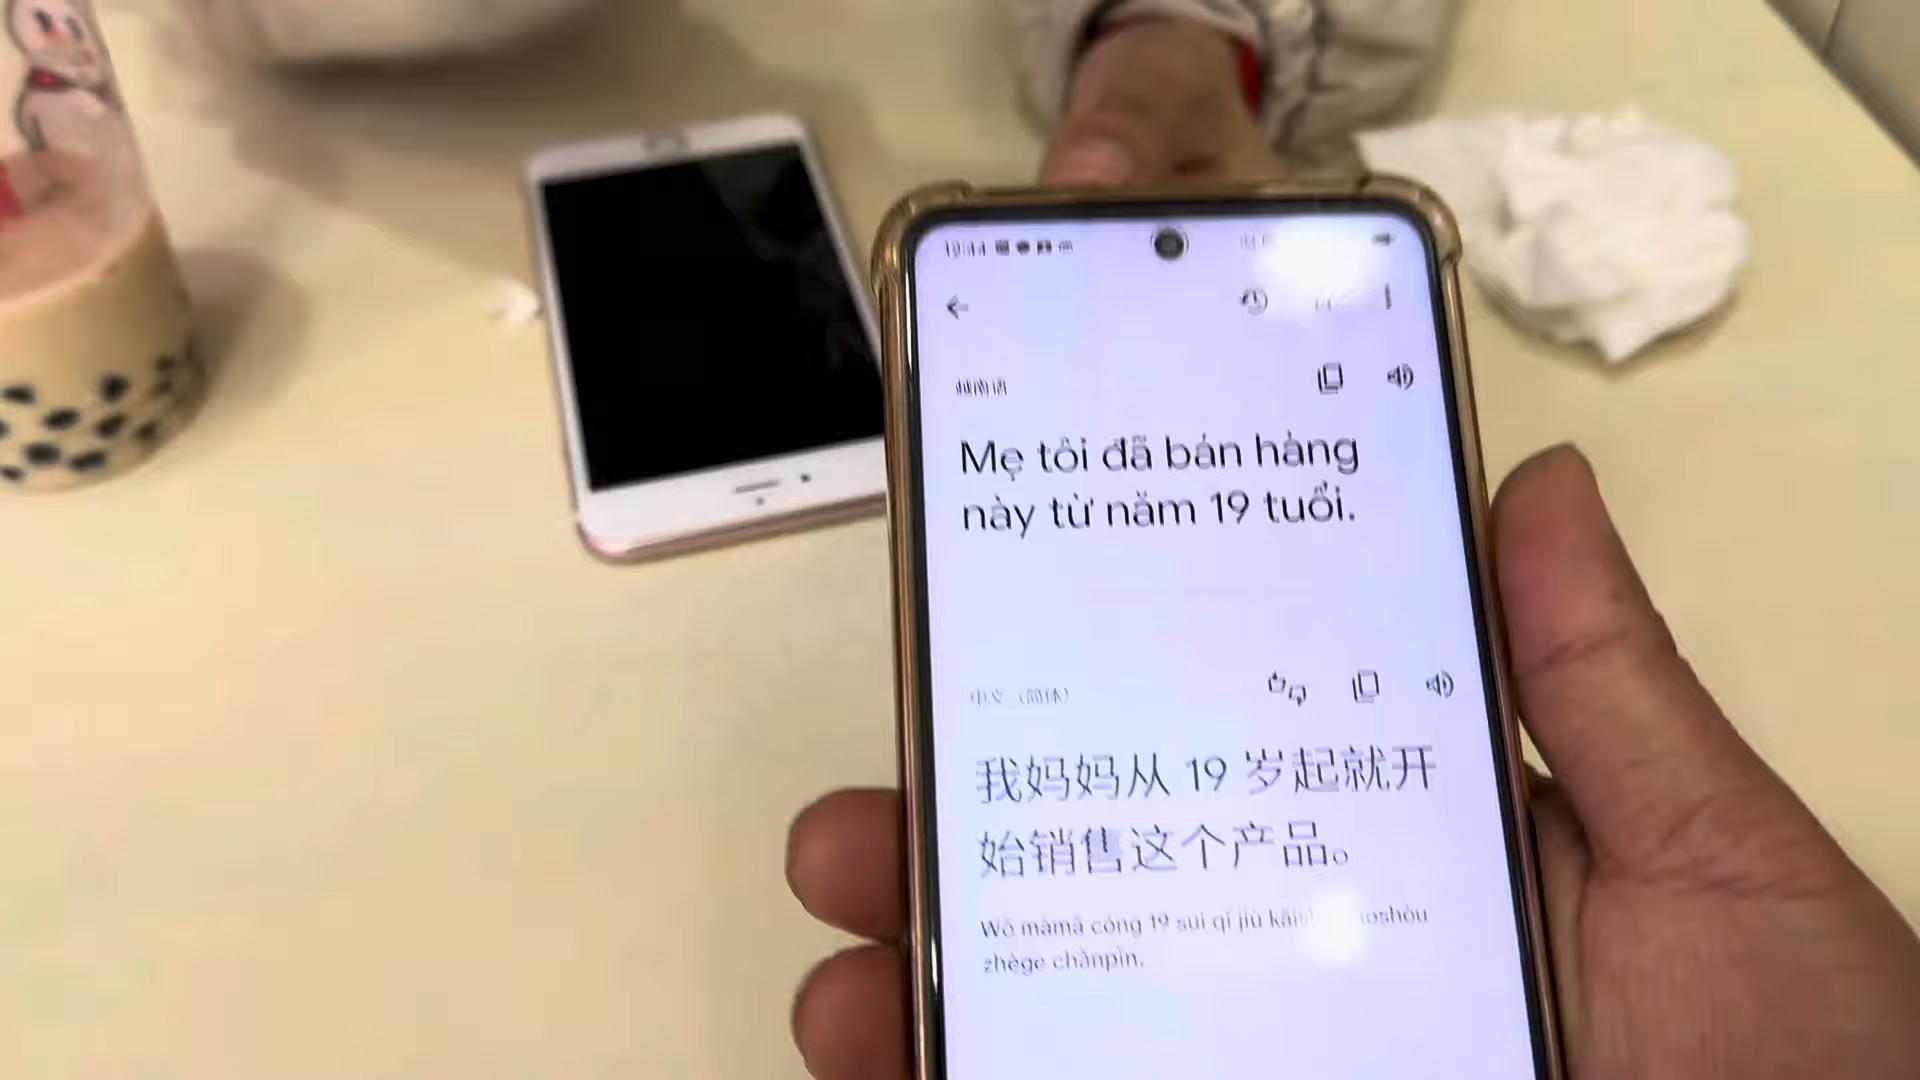 越南语
Mẹ tôi đã bán hàng
này từ năm 19 tuổi.
中文（简体）
我妈妈从 19 岁起就开
始销售这个产品。
Wǒ māmā cóng 19 suì qǐ jiù
zhège chǎnpǐn.